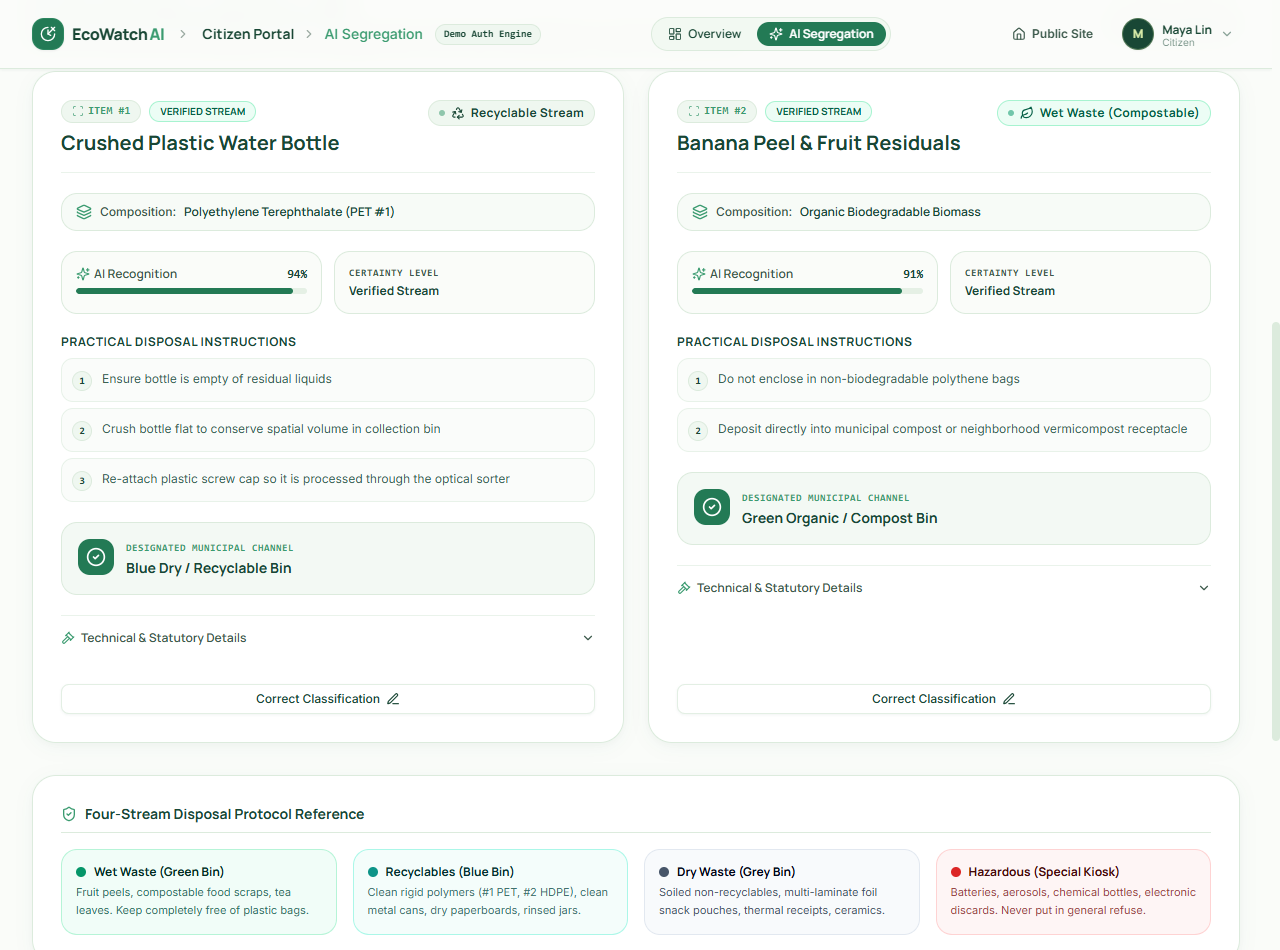 EcoWatch AI > Citizen Portal > AI Segregation Demo Auth Engine Overview AI Segregation Public Site M Maya Lin
Citizen
ITEM #1 VERIFIED STREAM Recyclable Stream
Crushed Plastic Water Bottle
Composition: Polyethylene Terephthalate (PET #1)
AI Recognition 94%
CERTAINTY LEVEL
Verified Stream
PRACTICAL DISPOSAL INSTRUCTIONS
1 Ensure bottle is empty of residual liquids
2 Crush bottle flat to conserve spatial volume in collection bin
3 Re-attach plastic screw cap so it is processed through the optical sorter
DESIGNATED MUNICIPAL CHANNEL
Blue Dry / Recyclable Bin
Technical & Statutory Details
Correct Classification
ITEM #2 VERIFIED STREAM Wet Waste (Compostable)
Banana Peel & Fruit Residuals
Composition: Organic Biodegradable Biomass
AI Recognition 91%
CERTAINTY LEVEL
Verified Stream
PRACTICAL DISPOSAL INSTRUCTIONS
1 Do not enclose in non-biodegradable polythene bags
2 Deposit directly into municipal compost or neighborhood vermicompost receptacle
DESIGNATED MUNICIPAL CHANNEL
Green Organic / Compost Bin
Technical & Statutory Details
Correct Classification
Four-Stream Disposal Protocol Reference
Wet Waste (Green Bin)
Fruit peels, compostable food scraps, tea
leaves. Keep completely free of plastic bags.
Recyclables (Blue Bin)
Clean rigid polymers (#1 PET, #2 HDPE), clean
metal cans, dry paperboards, rinsed jars.
Dry Waste (Grey Bin)
Soiled non-recyclables, multi-laminate foil
snack pouches, thermal receipts, ceramics.
Hazardous (Special Kiosk)
Batteries, aerosols, chemical bottles, electronic
discards. Never put in general refuse.